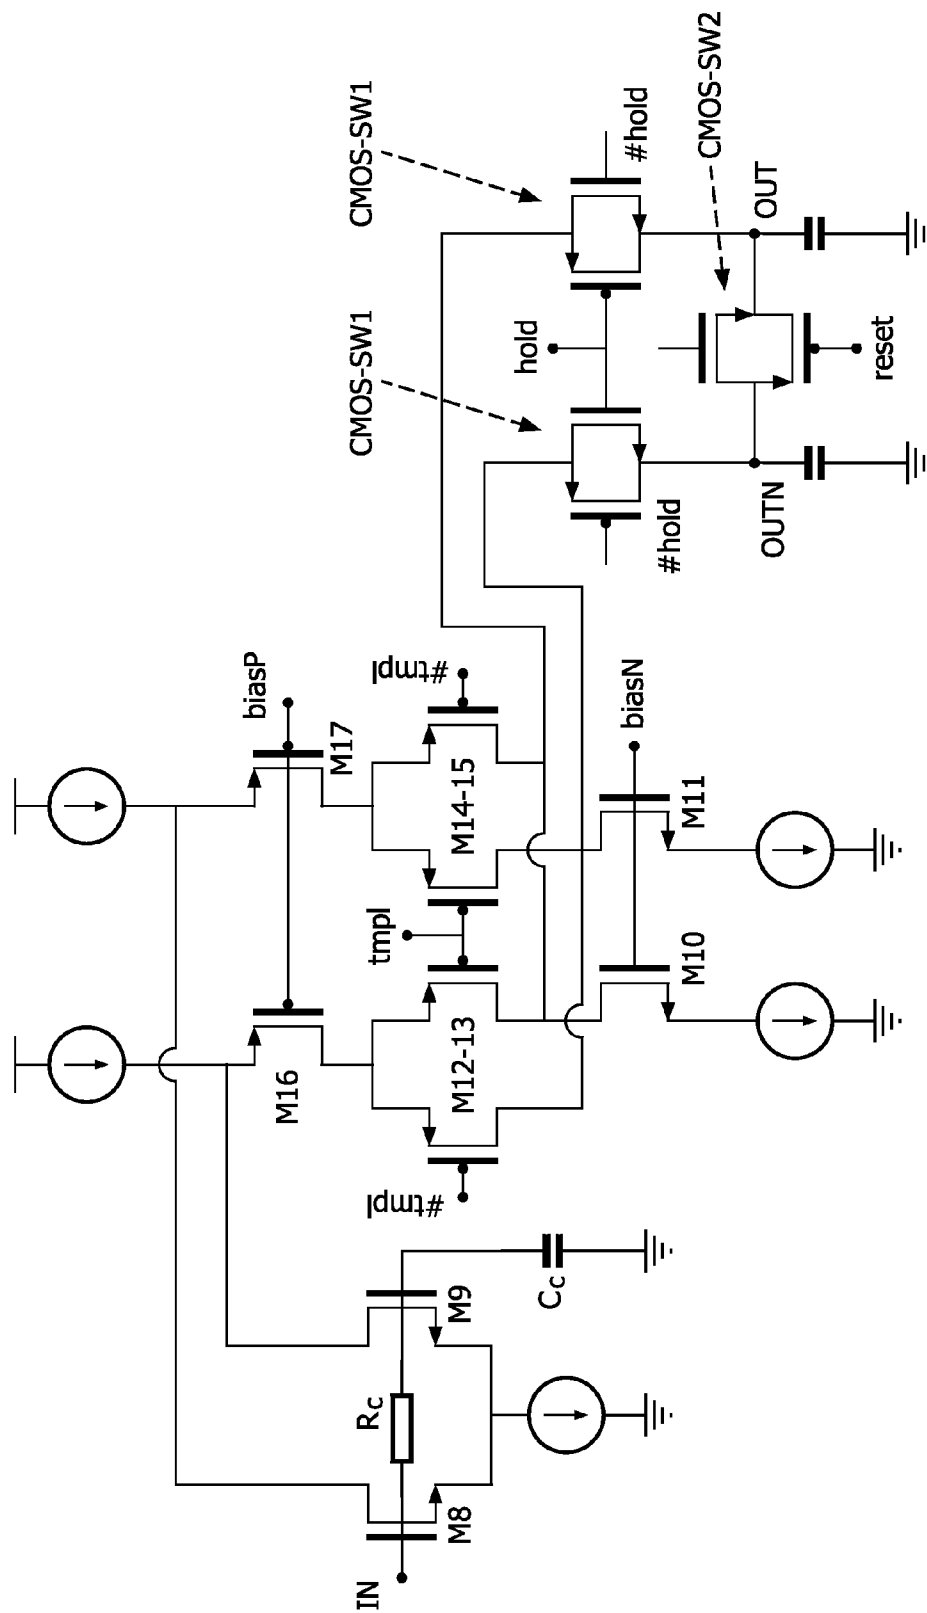 biasP
M16
M17
CMOS-SW1
CMOS-SW1
IN
Rc
#tmpl
tmpl
#tmpl
M8
M9
M12-13
M14-15
hold
Cc
biasN
#hold
#hold
M10
M11
CMOS-SW2
OUTN
OUT
reset